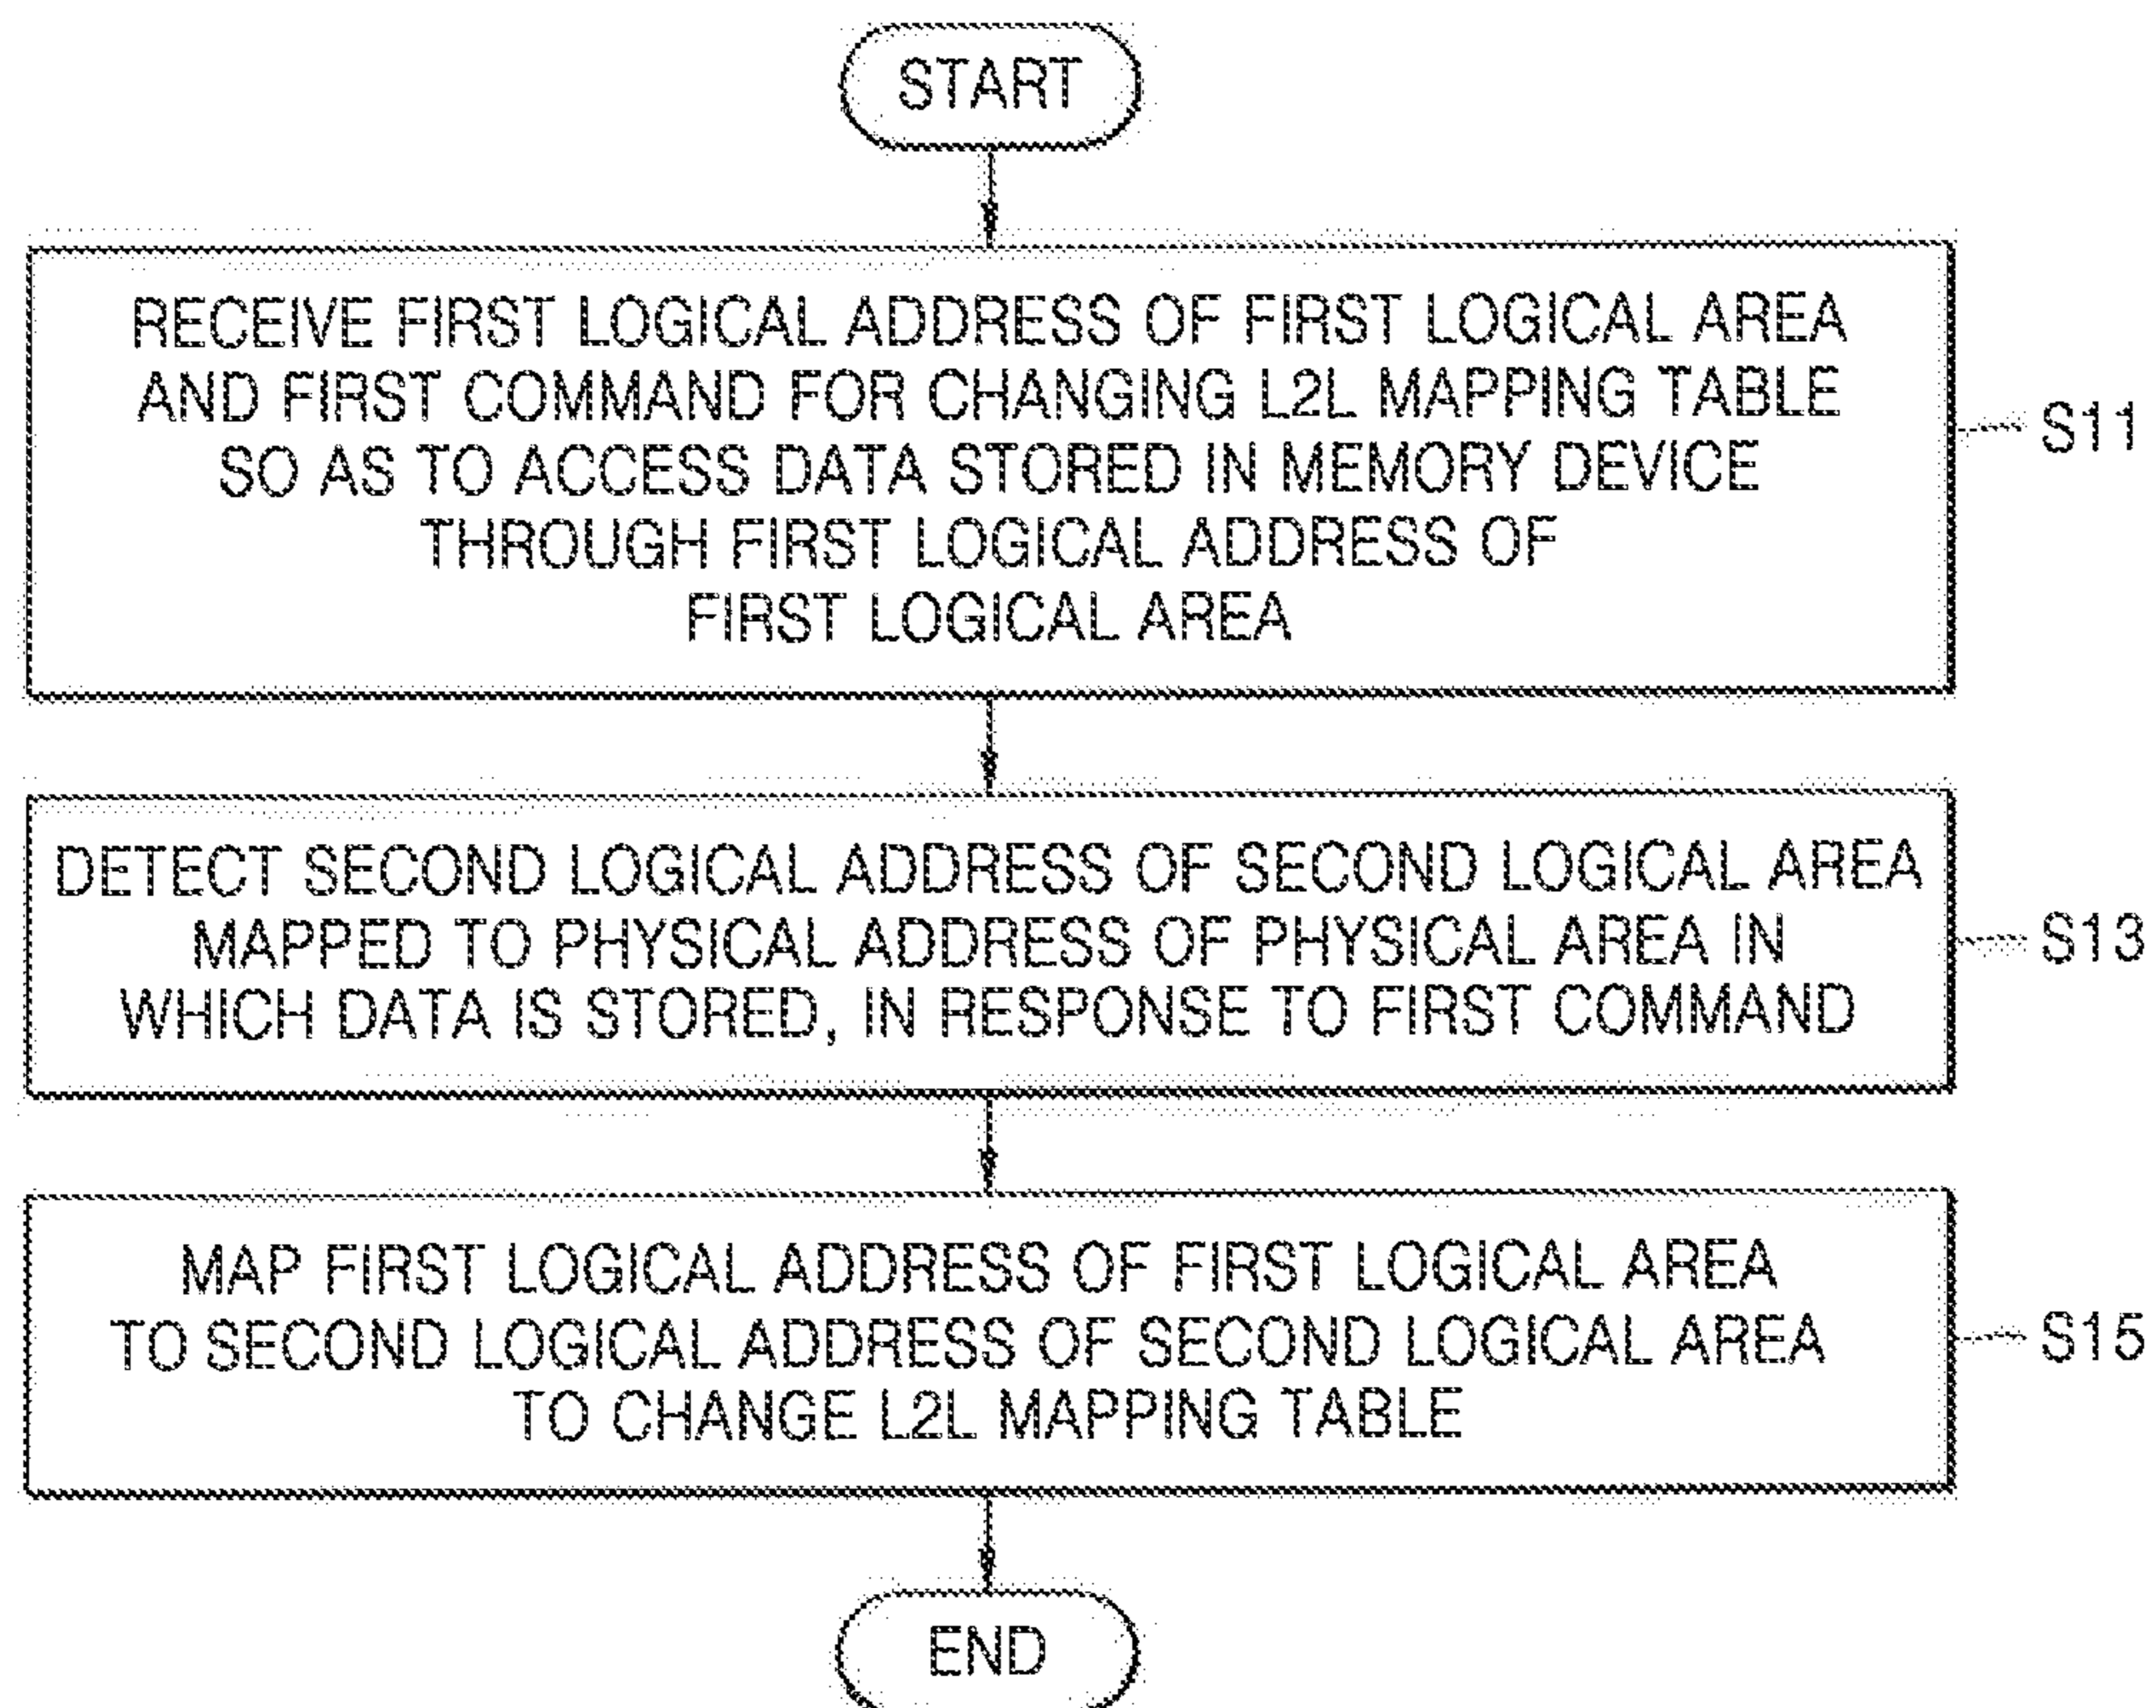 START
RECEIVE FIRST LOGICAL ADDRESS OF FIRST LOGICAL AREA
AND FIRST COMMAND FOR CHANGING L2L MAPPING TABLE
SO AS TO ACCESS DATA STORED IN MEMORY DEVICE
THROUGH FIRST LOGICAL ADDRESS OF
FIRST LOGICAL AREA
S11
DETECT SECOND LOGICAL ADDRESS OF SECOND LOGICAL AREA
MAPPED TO PHYSICAL ADDRESS OF PHYSICAL AREA IN
WHICH DATA IS STORED, IN RESPONSE TO FIRST COMMAND
S13
MAP FIRST LOGICAL ADDRESS OF FIRST LOGICAL AREA
TO SECOND LOGICAL ADDRESS OF SECOND LOGICAL AREA
TO CHANGE L2L MAPPING TABLE
S15
END